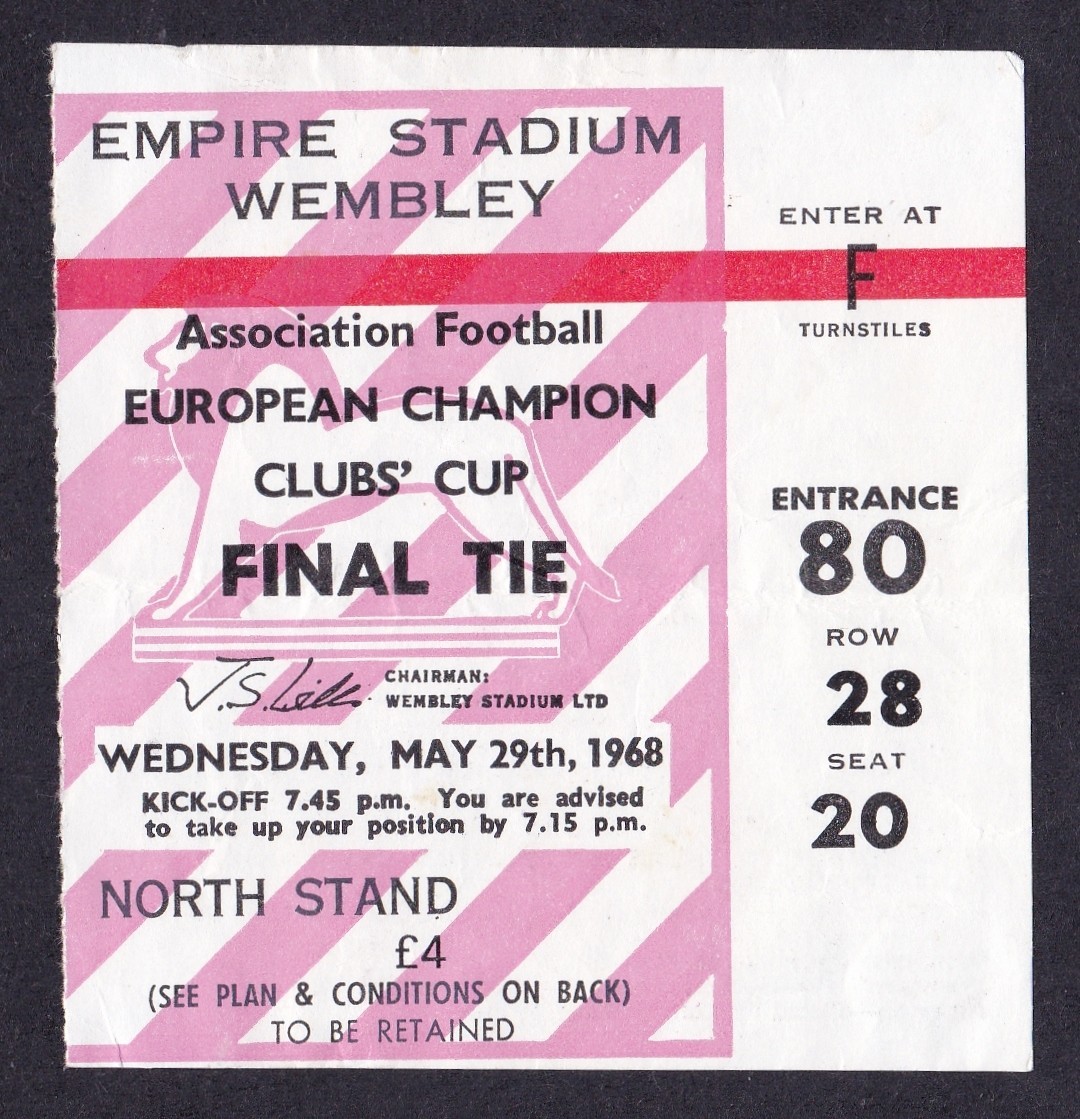 EMPIRE STADIUM
WEMBLEY
Association Football
EUROPEAN CHAMPION
CLUBS' CUP
FINAL TIE
CHAIRMAN:
WEMBLEY STADIUM LTD
WEDNESDAY, MAY 29th, 1968
KICK-OFF 7.45 p.m. You are advised
to take up your position by 7.15 p.m.
NORTH STAND
£4
(SEE PLAN & CONDITIONS ON BACK)
TO BE RETAINED
ENTER AT
F
TURNSTILES
ENTRANCE
80
ROW
28
SEAT
20